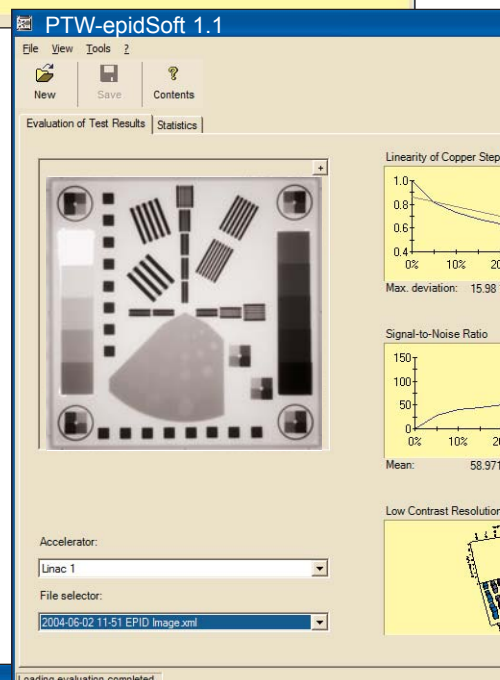 PTW-epidSoft 1.1
File View Tools ?
New Save Contents
Evaluation of Test Results Statistics
+
Linearity of Copper Step
1.0
0.8
0.6
0.4
0% 10%
Max. deviation: 15.98
Signal-to-Noise Ratio
150
100
50
0
0% 10%
Mean: 58.971
Low Contrast Resolution
Accelerator:
Linac 1
File selector:
2004-06-02 11-51 EPID Image.xml
Loading evaluation completed